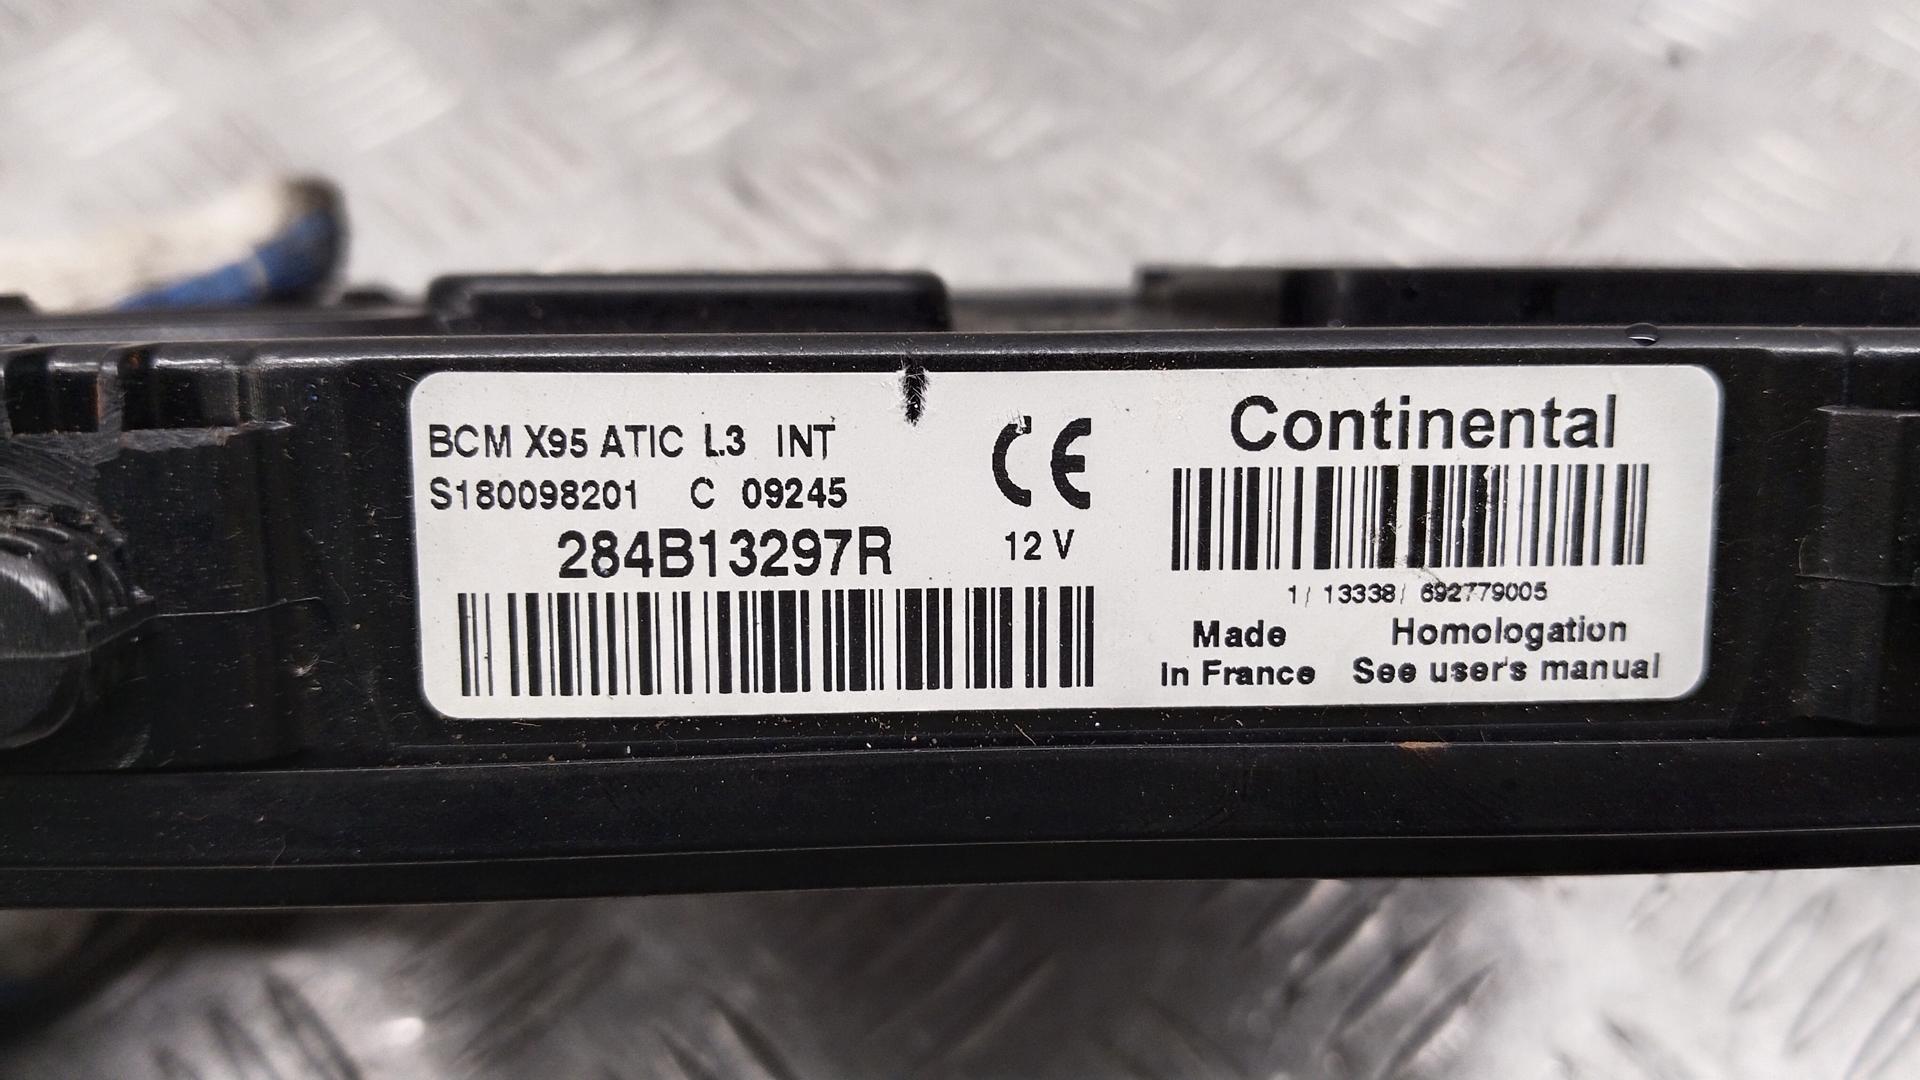 BCM X95 ATIC L3 INT
S180098201 C 09245
284B13297R
CE
12 V
Continental
1/ 13338/ 692779005
Made
In France
Homologation
See user's manual